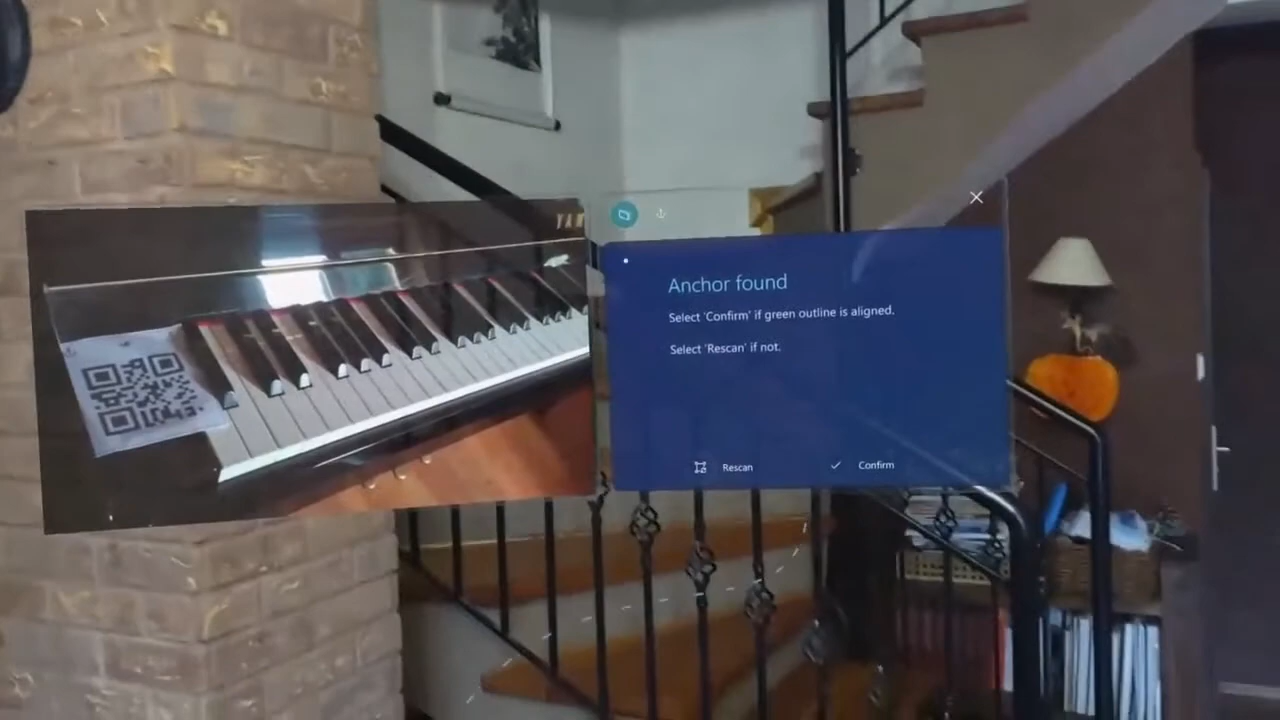 Anchor found
Select 'Confirm' if green outline is aligned.
Select 'Rescan' if not.
Rescan
Confirm